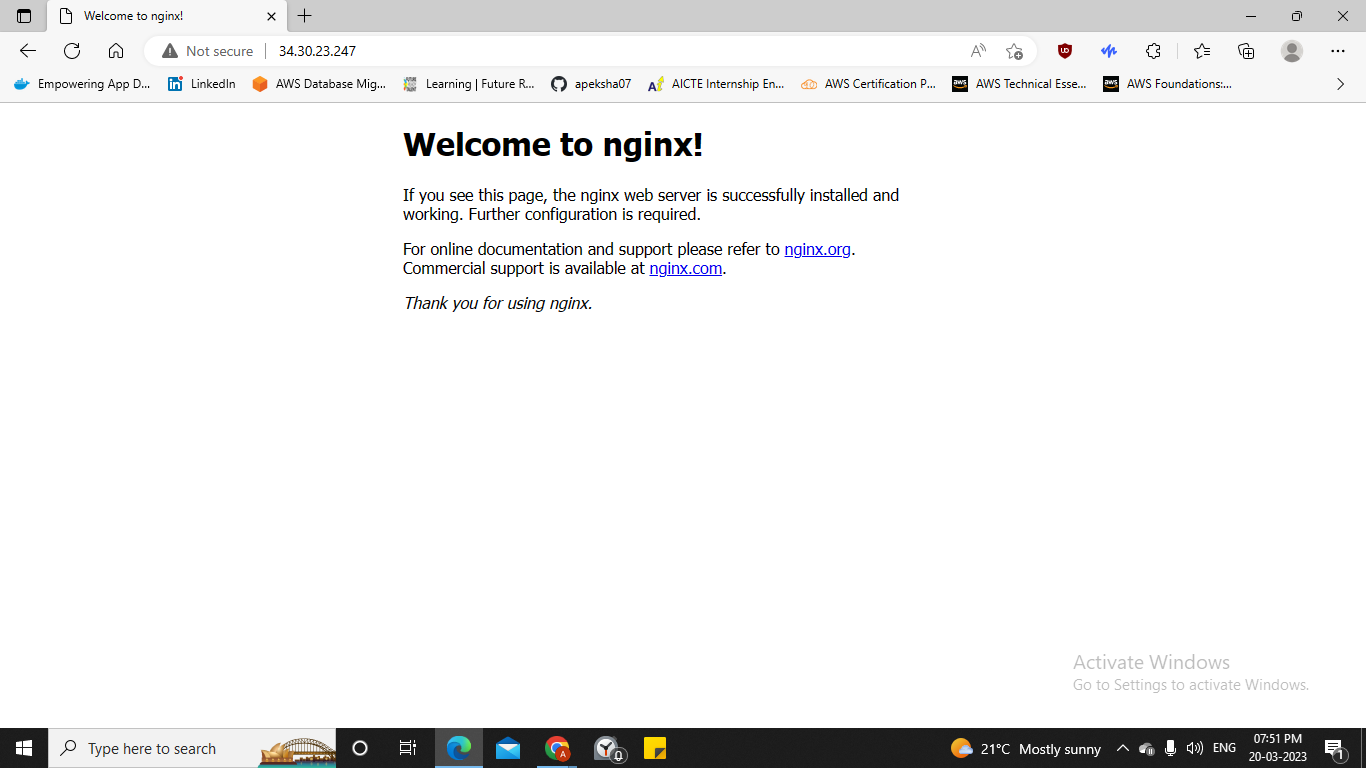 Welcome to nginx!
Not secure 34.30.23.247
Empowering App D... LinkedIn AWS Database Mig... Learning | Future R... apeksha07 AICTE Internship En... AWS Certification P... AWS Technical Esse... AWS Foundations:...
Welcome to nginx!
If you see this page, the nginx web server is successfully installed and
working. Further configuration is required.
For online documentation and support please refer to nginx.org.
Commercial support is available at nginx.com.
Thank you for using nginx.
Activate Windows
Go to Settings to activate Windows.
Type here to search
21°C Mostly sunny
ENG
07:51 PM
20-03-2023
1